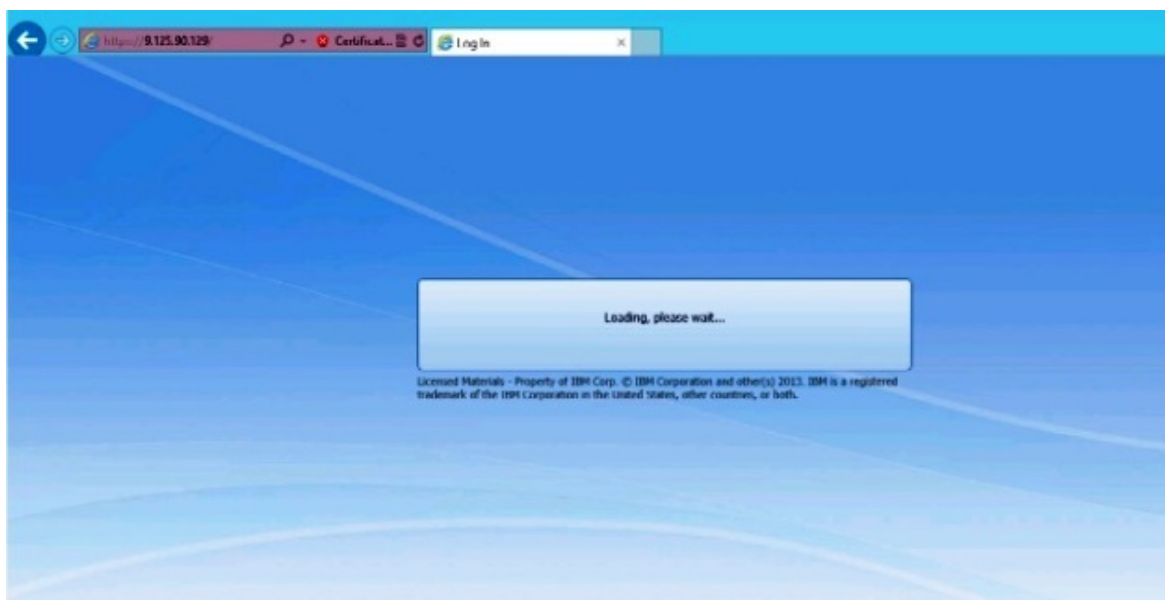 https://9.125.90.129/
Certificat...
Log In
Loading, please wait...
Licensed Materials - Property of IBM Corp. © IBM Corporation and other(s) 2013. IBM is a registered
trademark of the IBM Corporation in the United States, other countries, or both.